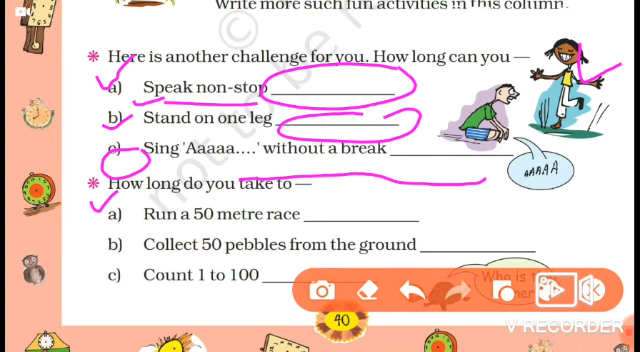 Write more such fun activities in this column.
* Here is another challenge for you. How long can you —
a) Speak non-stop
b) Stand on one leg
c) Sing 'Aaaaa....' without a break
AAAAA
* How long do you take to —
a) Run a 50 metre race
b) Collect 50 pebbles from the ground
c) Count 1 to 100
Who is
40
V RECORDER